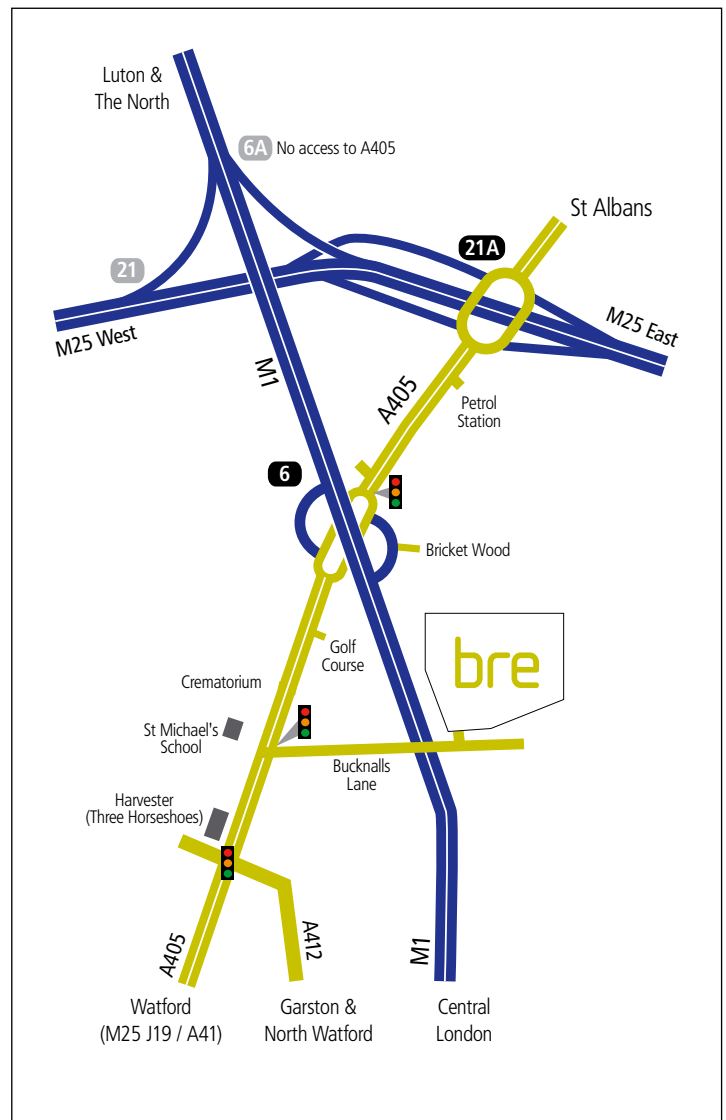 Luton &
The North
6A No access to A405
St Albans
21A
21
M25 West
M25 East
M1
A405
Petrol
Station
6
Bricket Wood
Golf
Course
bre
Crematorium
St Michael's
School
Bucknalls
Lane
Harvester
(Three Horseshoes)
A405
A412
M1
Watford
(M25 J19 / A41)
Garston &
North Watford
Central
London